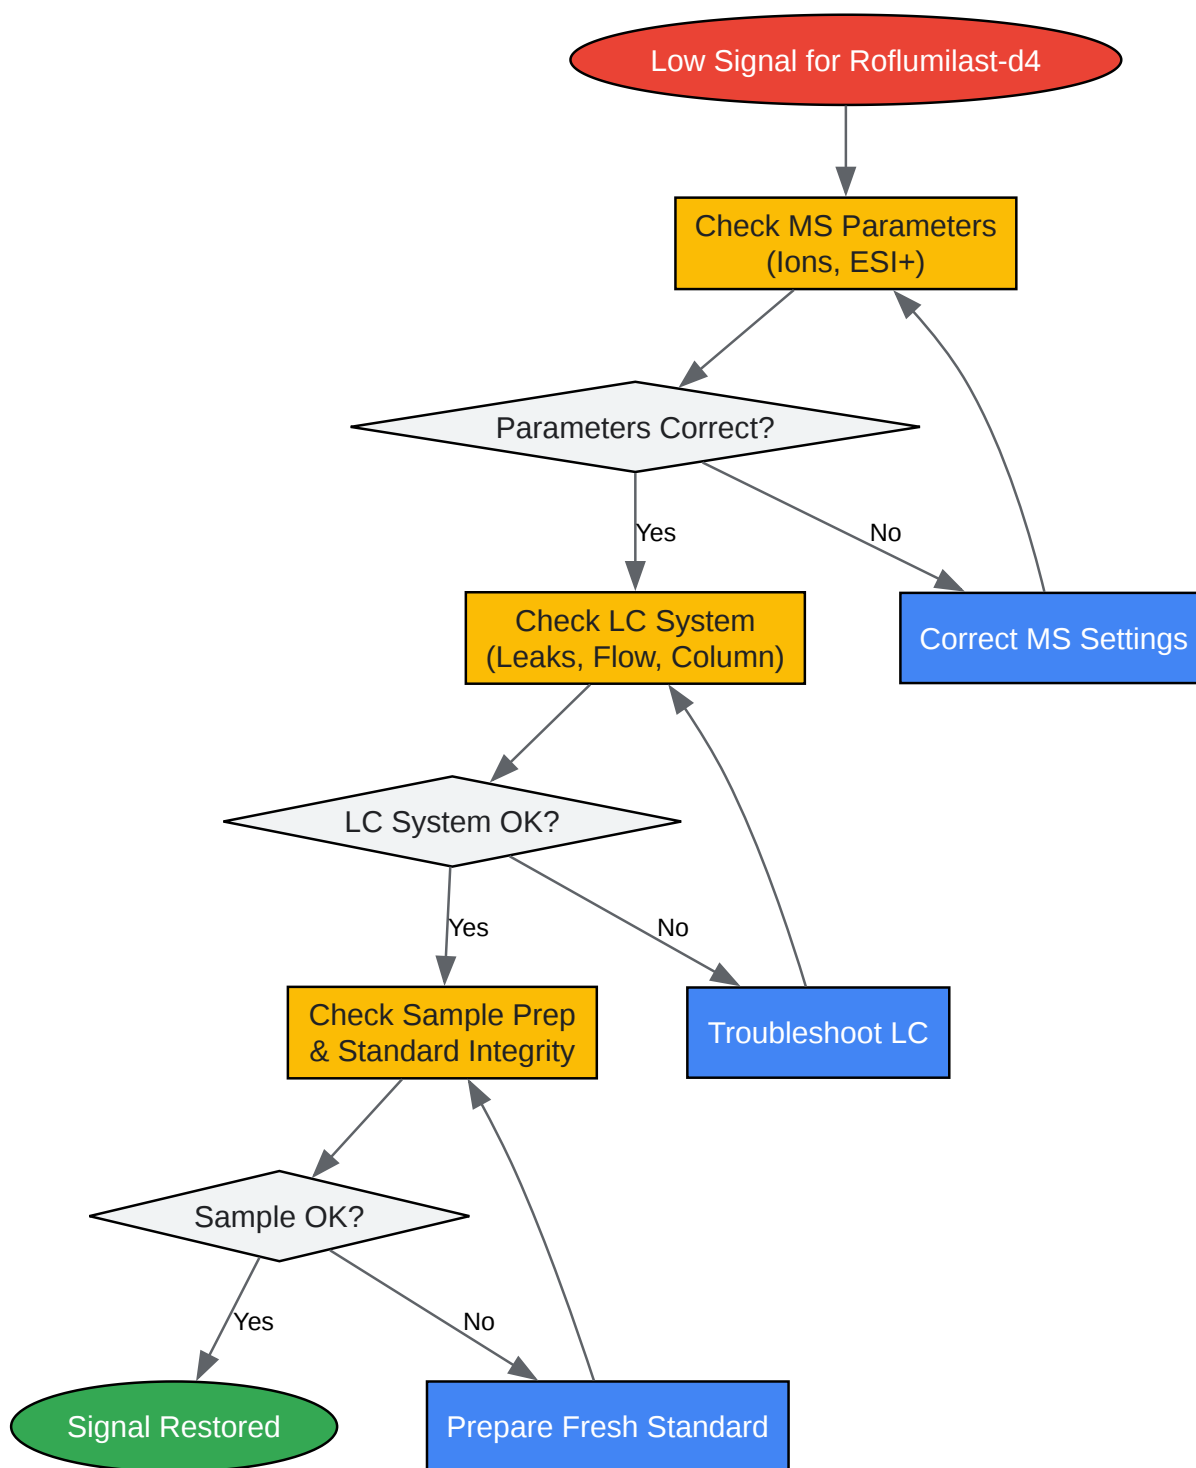 Low Signal for Roflumilast-d4
Check MS Parameters
(Ions, ESI+)
Parameters Correct?
Yes
No
Check LC System
(Leaks, Flow, Column)
Correct MS Settings
LC System OK?
Yes
No
Check Sample Prep
& Standard Integrity
Troubleshoot LC
Sample OK?
Yes
No
Signal Restored
Prepare Fresh Standard